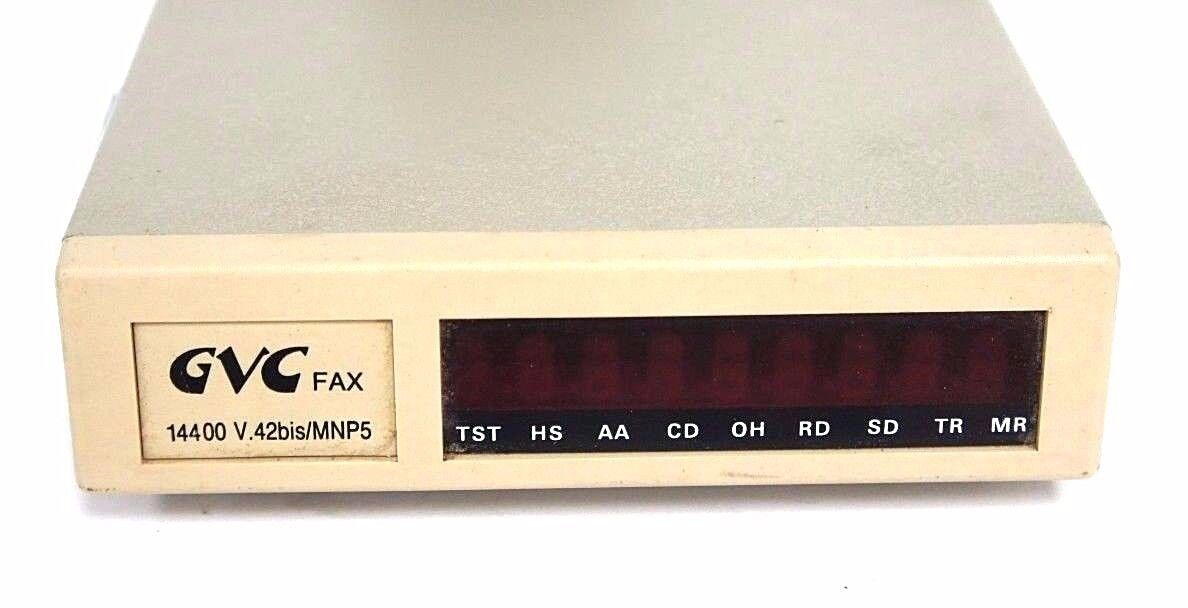 GVC FAX
14400 V.42bis/MNP5
TST HS AA CD OH RD SD TR MR